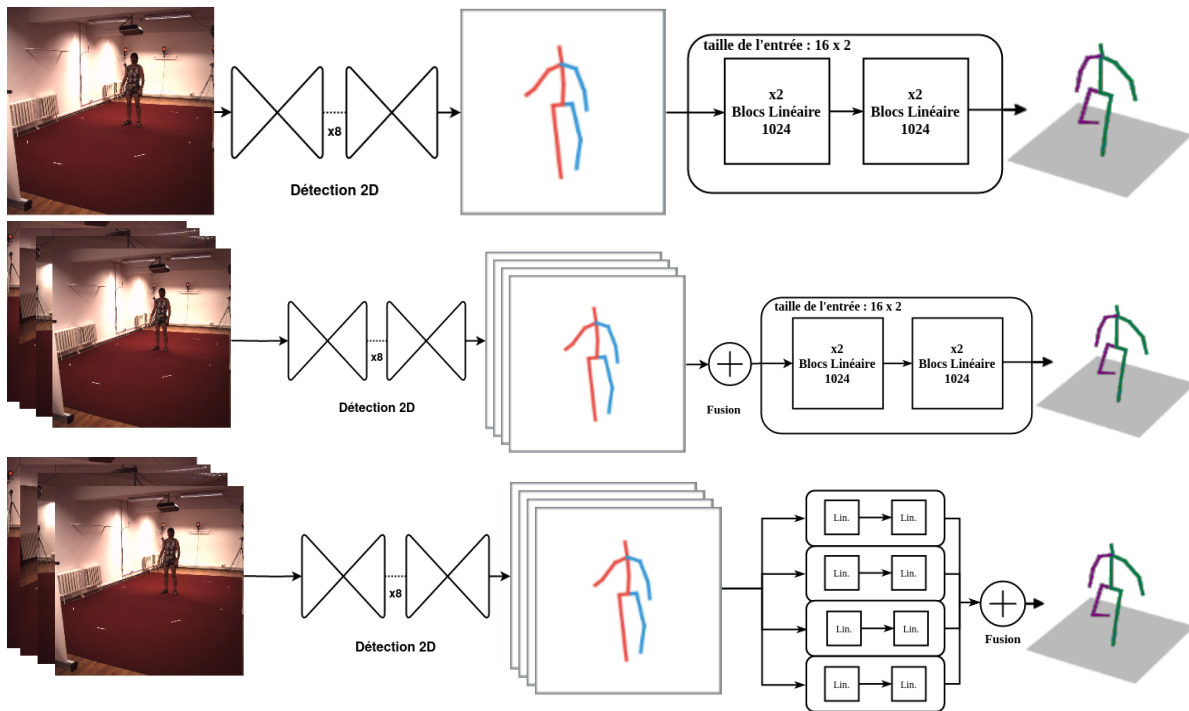 taille de l'entrée : 16 x 2
x8
Détection 2D
x2
Blocs Linéaire
1024
x2
Blocs Linéaire
1024
taille de l'entrée : 16 x 2
x8
Détection 2D
Fusion
x2
Blocs Linéaire
1024
x2
Blocs Linéaire
1024
x8
Détection 2D
Lin.
Lin.
Lin.
Lin.
Lin.
Lin.
Lin.
Lin.
Fusion